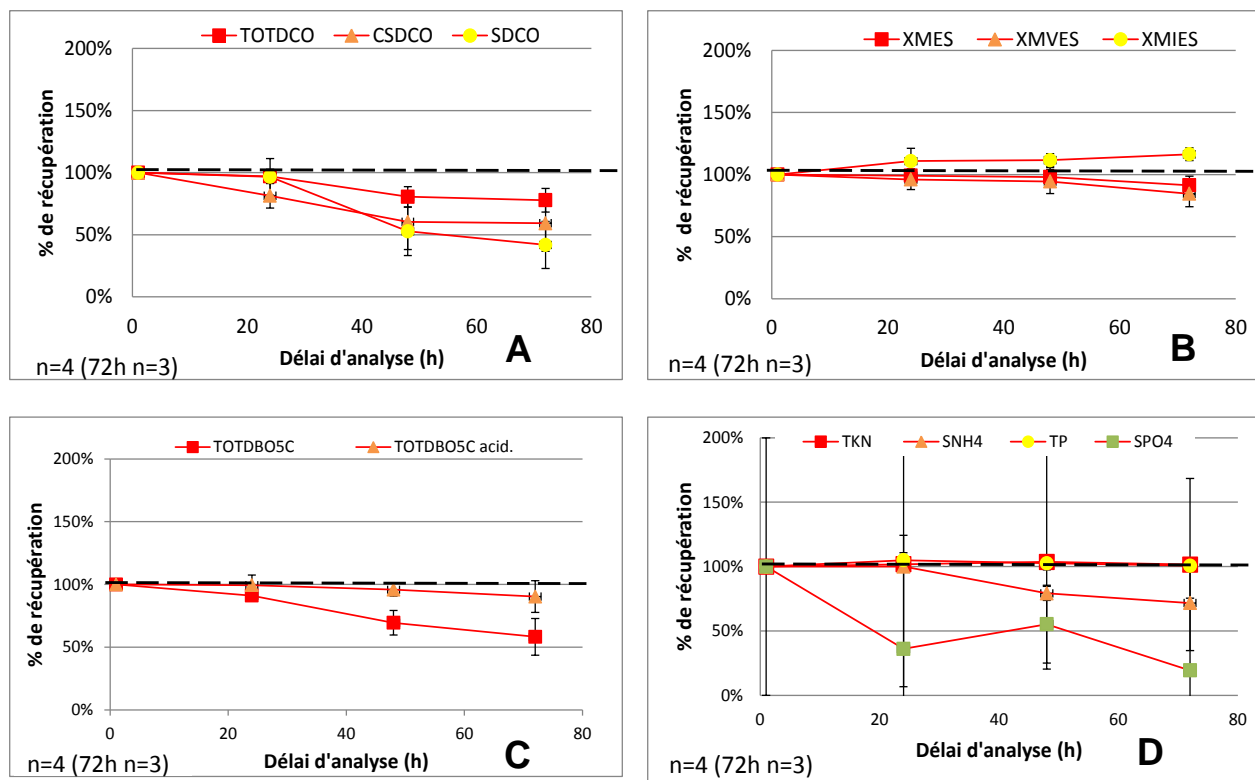 TOTDCO CSDCO SDCO
200%
150%
100%
50%
0%
% de récupération
0 20 40 60 80
Délai d'analyse (h)
n=4 (72h n=3)
A
XMES XMVES XMIES
200%
150%
100%
50%
0%
% de récupération
0 20 40 60 80
Délai d'analyse (h)
n=4 (72h n=3)
B
TOTDBO5C TOTDBO5C acid.
200%
150%
100%
50%
0%
% de récupération
0 20 40 60 80
Délai d'analyse (h)
n=4 (72h n=3)
C
TKN SNH4 TP SPO4
200%
150%
100%
50%
0%
% de récupération
0 20 40 60 80
Délai d'analyse (h)
n=4 (72h n=3)
D